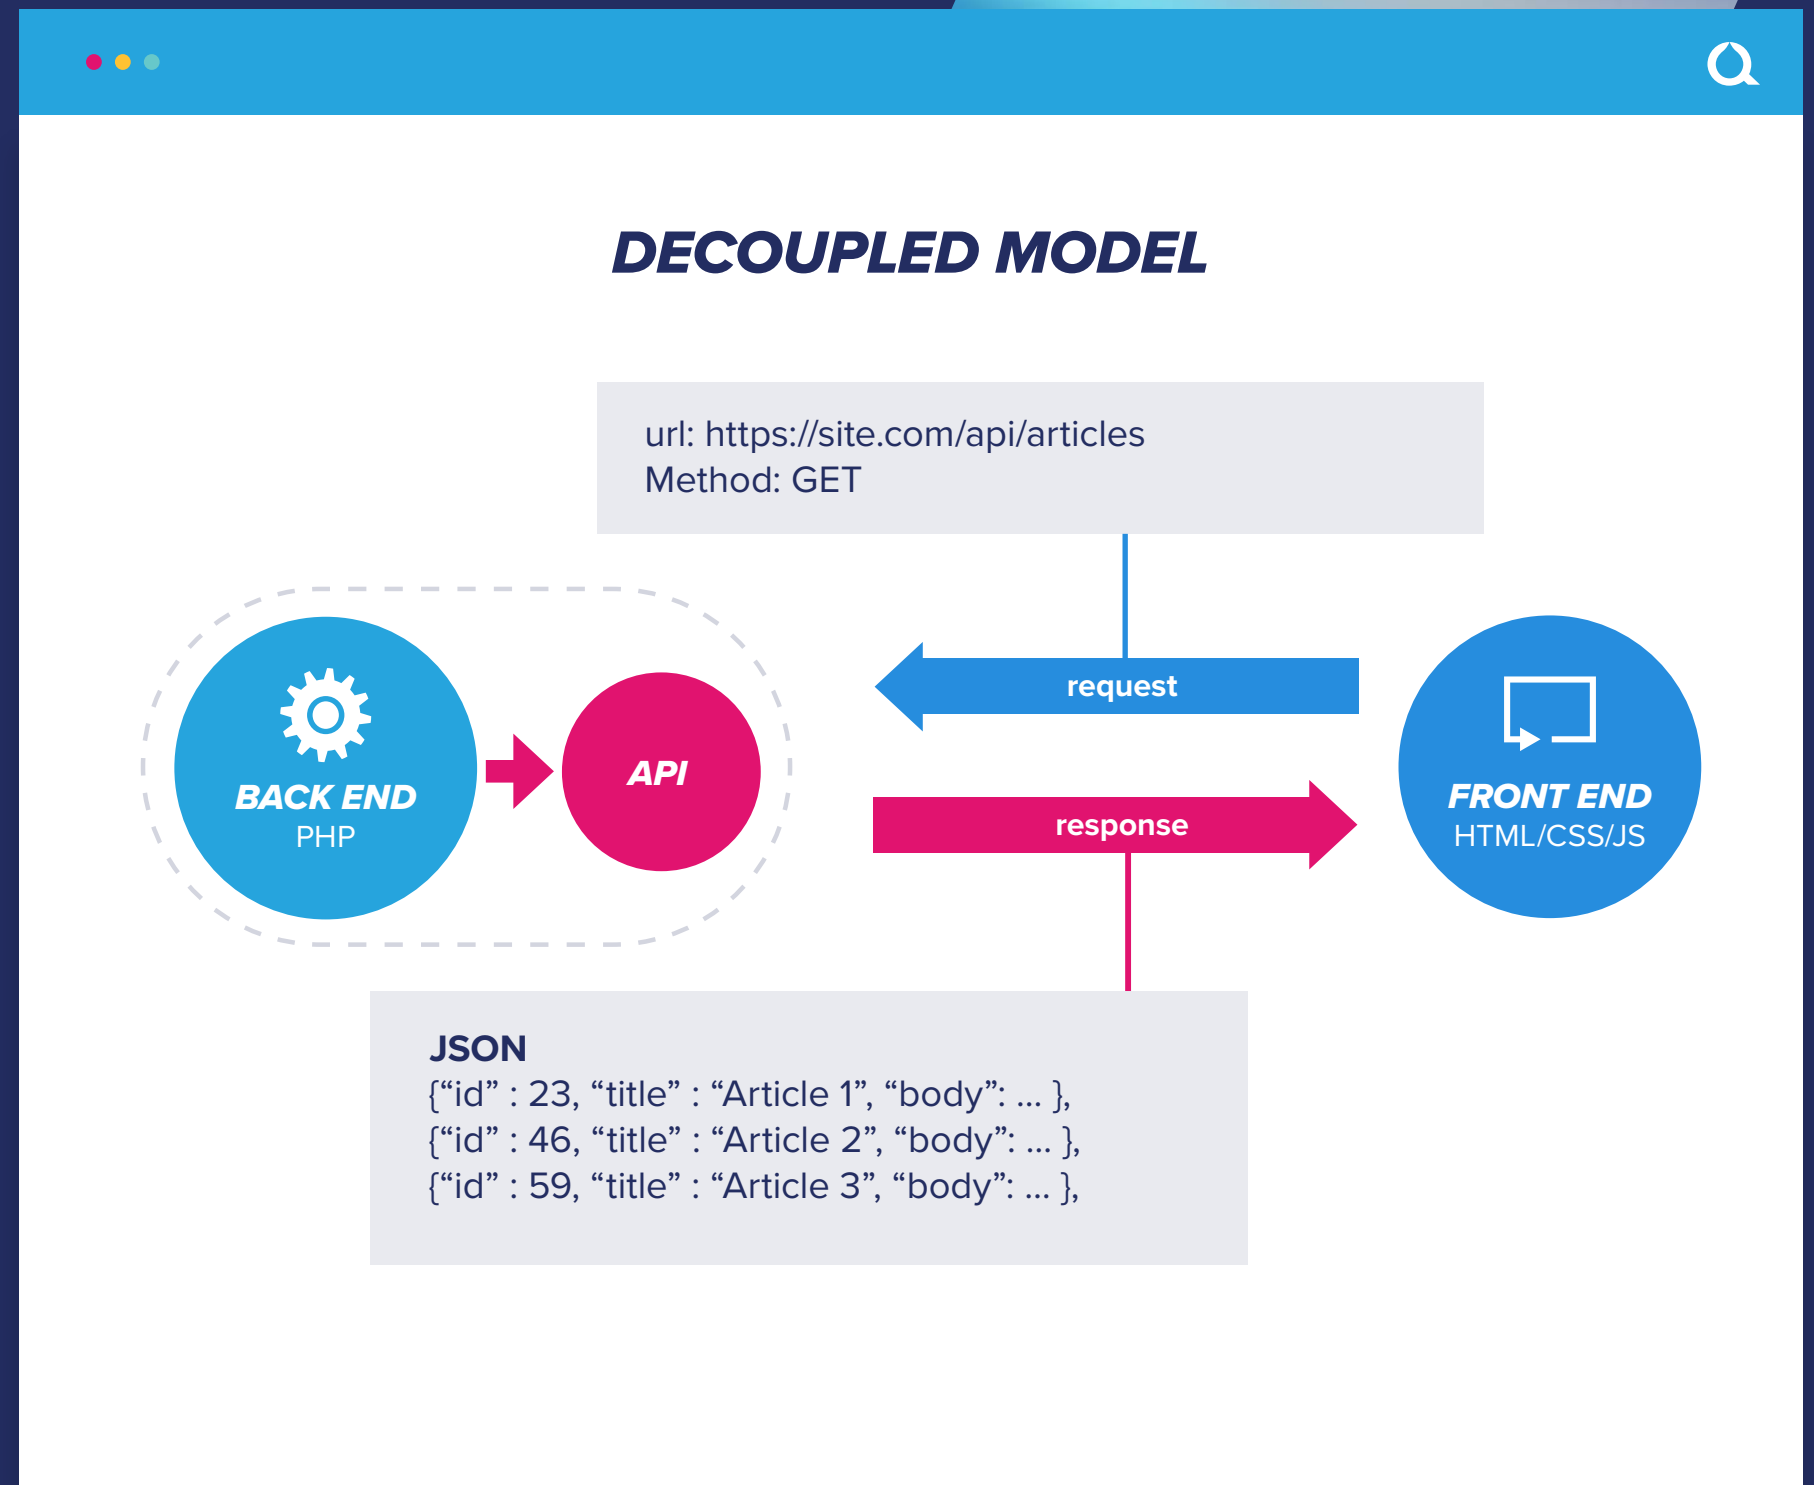 DECOUPLED MODEL
url: https://site.com/api/articles
Method: GET
request
BACK END
PHP
API
response
FRONT END
HTML/CSS/JS
JSON
{“id” : 23, “title” : “Article 1”, “body”: ... },
{“id” : 46, “title” : “Article 2”, “body”: ... },
{“id” : 59, “title” : “Article 3”, “body”: ... },